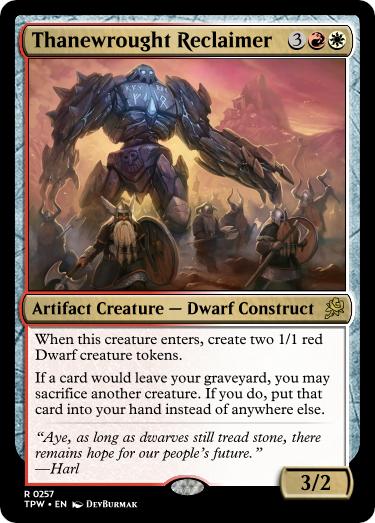 Thanewrought Reclaimer 3
Artifact Creature — Dwarf Construct
When this creature enters, create two 1/1 red
Dwarf creature tokens.
If a card would leave your graveyard, you may
sacrifice another creature. If you do, put that
card into your hand instead of anywhere else.
“Aye, as long as dwarves still tread stone, there
remains hope for our people’s future.”
—Harl
3/2
R 0257
TPW • EN DevBurmak